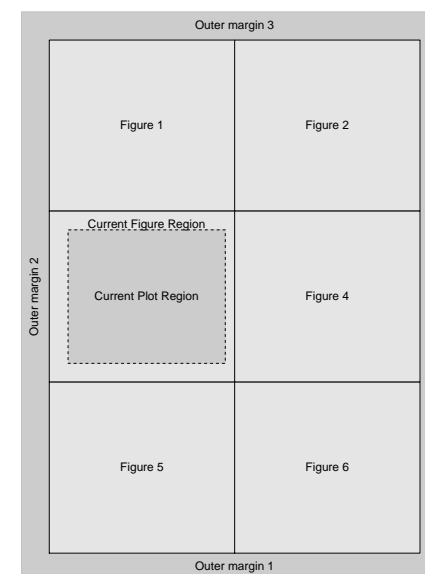 Outer margin 3
Figure 1
Figure 2
Current Figure Region
Current Plot Region
Figure 4
Outer margin 2
Figure 5
Figure 6
Outer margin 1